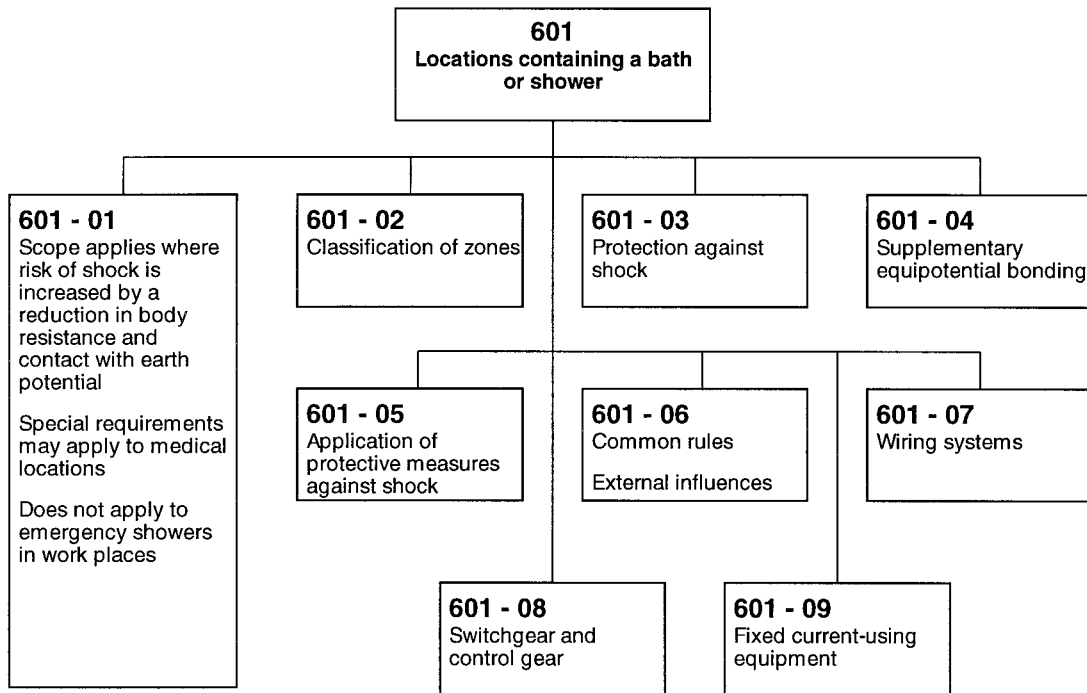 601
Locations containing a bath
or shower
601 - 01
Scope applies where
risk of shock is
increased by a
reduction in body
resistance and
contact with earth
potential
Special requirements
may apply to medical
locations
Does not apply to
emergency showers
in work places
601 - 02
Classification of zones
601 - 03
Protection against
shock
601 - 04
Supplementary
equipotential bonding
601 - 05
Application of
protective measures
against shock
601 - 06
Common rules
External influences
601 - 07
Wiring systems
601 - 08
Switchgear and
control gear
601 - 09
Fixed current-using
equipment